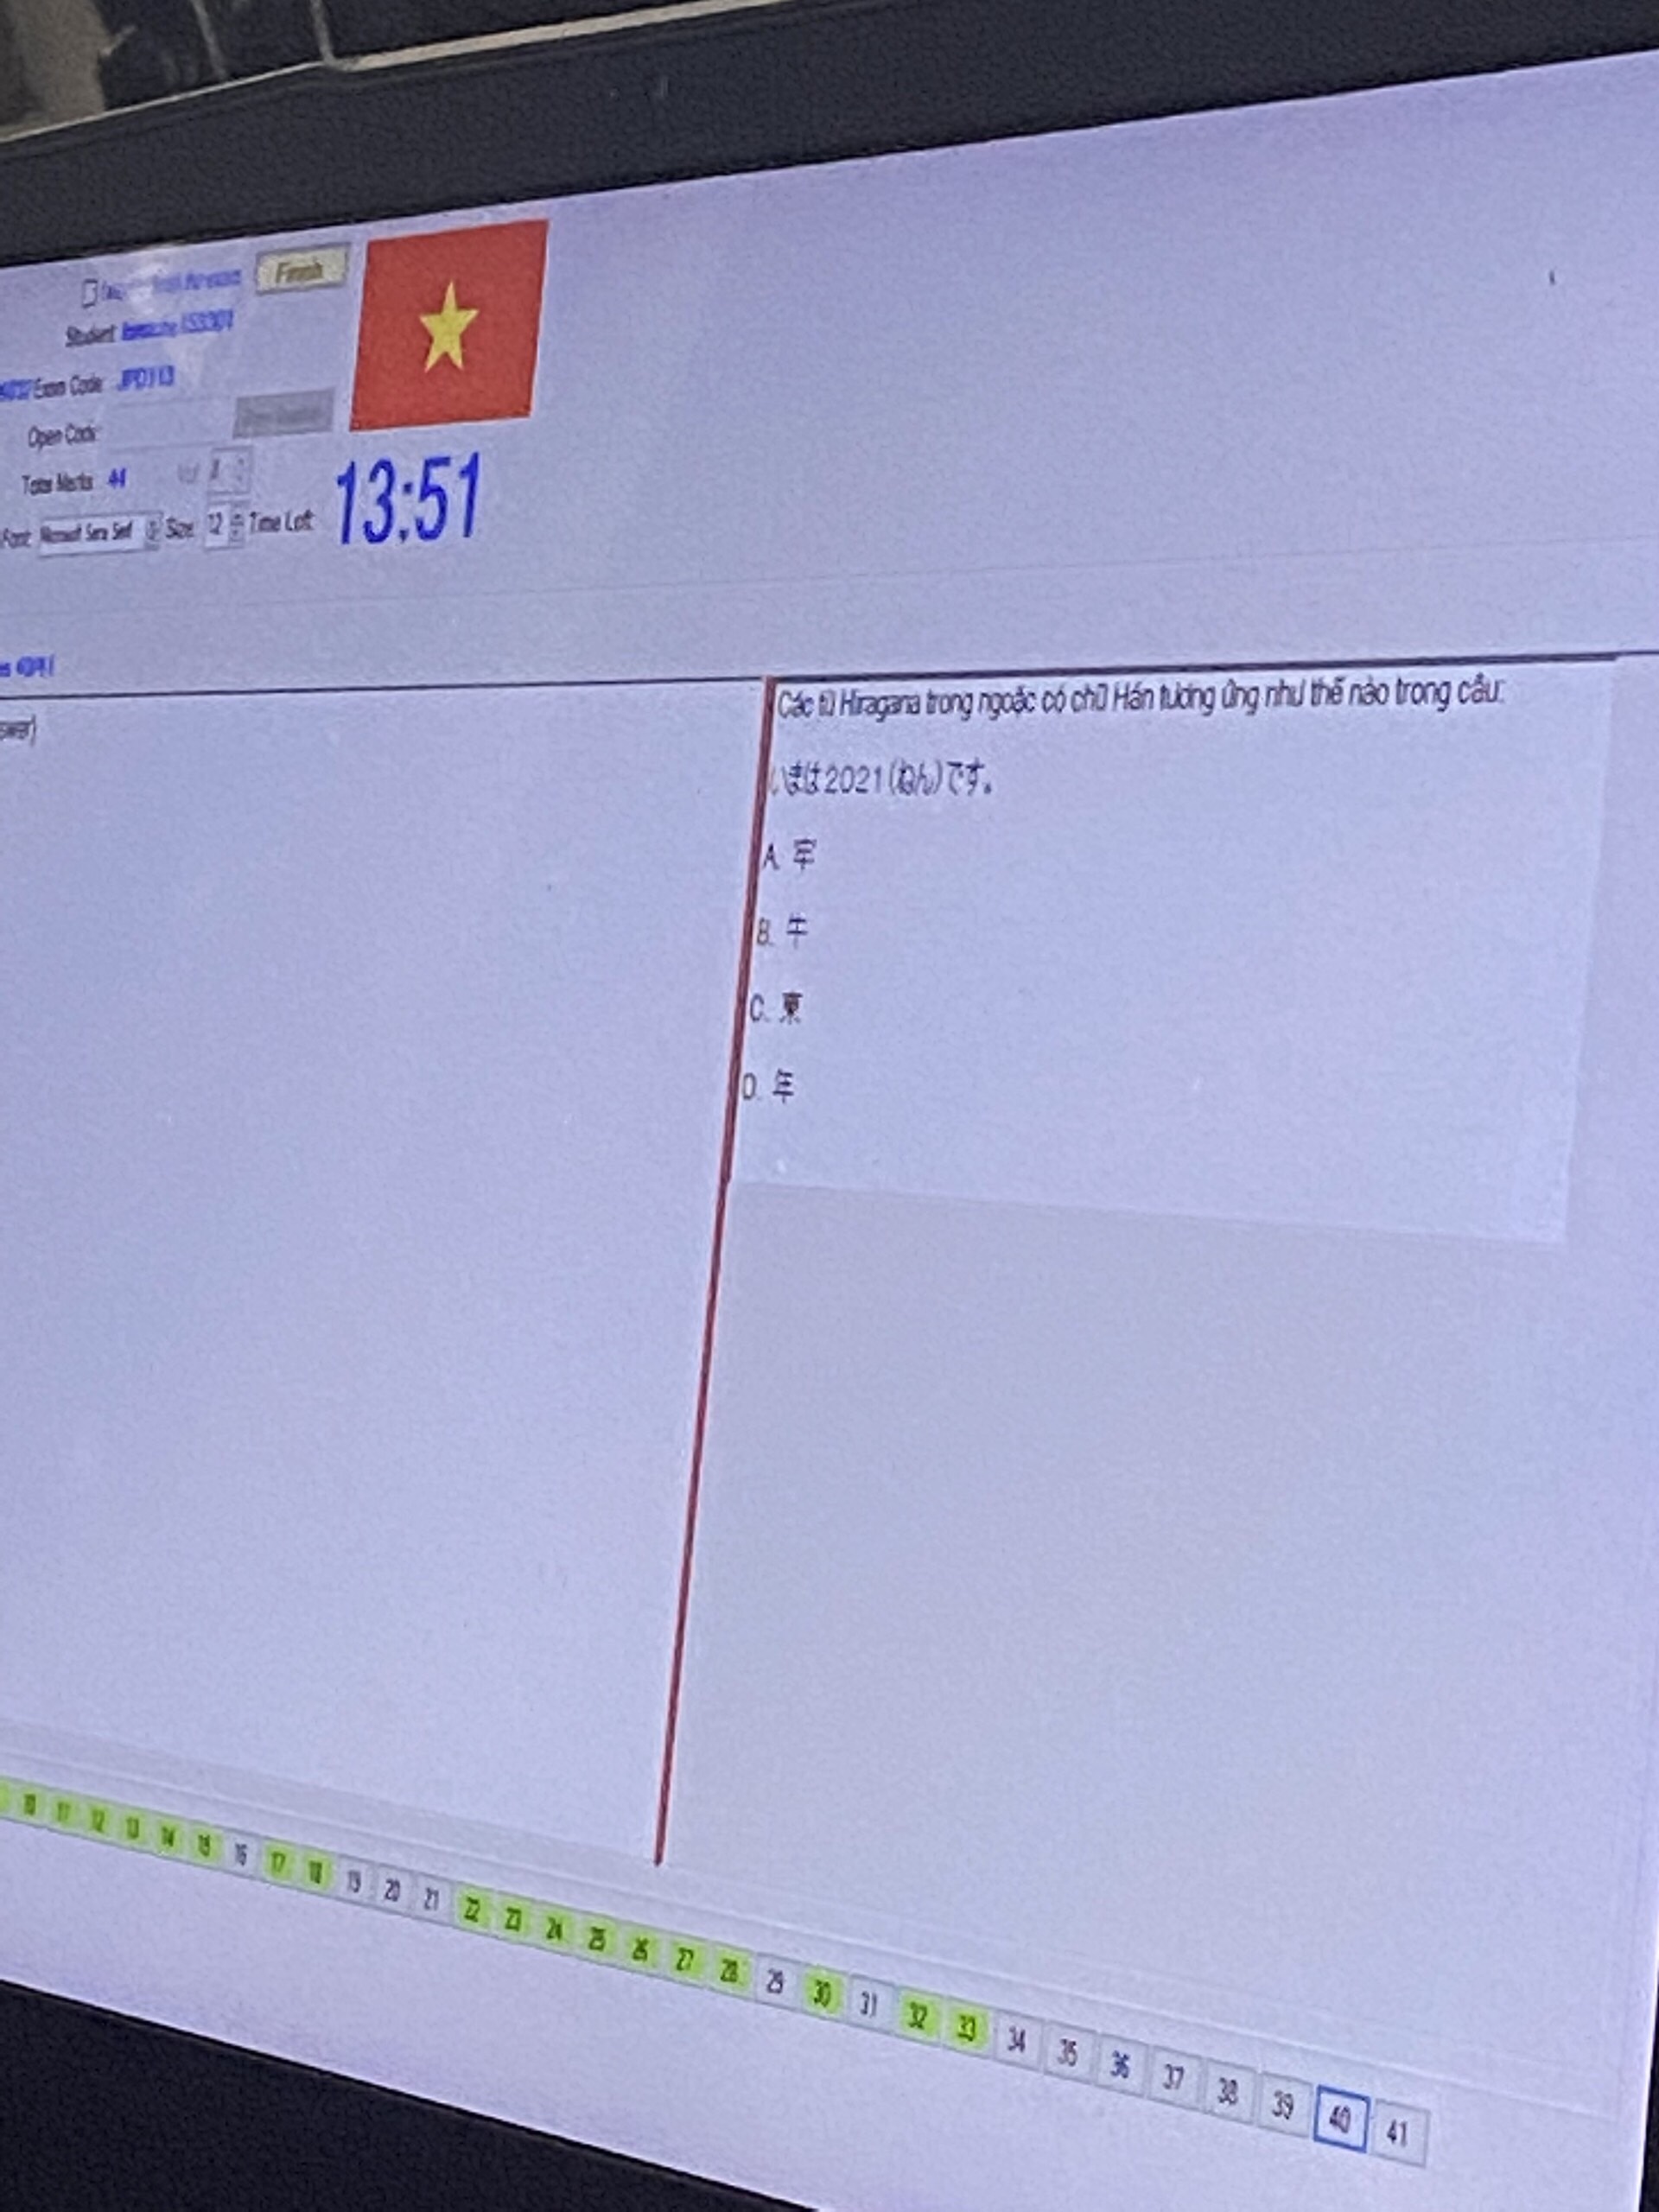 Finish
Student
Exam Code: JPD113
Open Code:
Total Marks 44
Font: Microsoft Sans Serif Size: 12 Time Left: 13:51
Các từ Hiragana trong ngoặc có chữ Hán tương ứng như thế nào trong câu:
いまは2021(ねん)です。
A.
B.
C. 東
D. 年
10 11 12 13 14 15 16 17 18 19 20 21 22 23 24 25 26 27 28 29 30 31 32 33 34 35 36 37 38 39 40 41